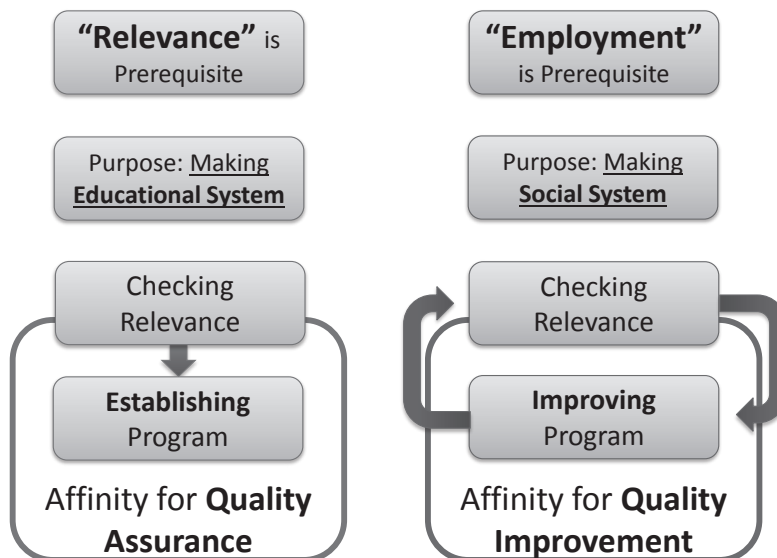 “Relevance” is
Prerequisite
Purpose: Making
Educational System
Checking
Relevance
Establishing
Program
Affinity for Quality
Assurance
“Employment”
is Prerequisite
Purpose: Making
Social System
Checking
Relevance
Improving
Program
Affinity for Quality
Improvement